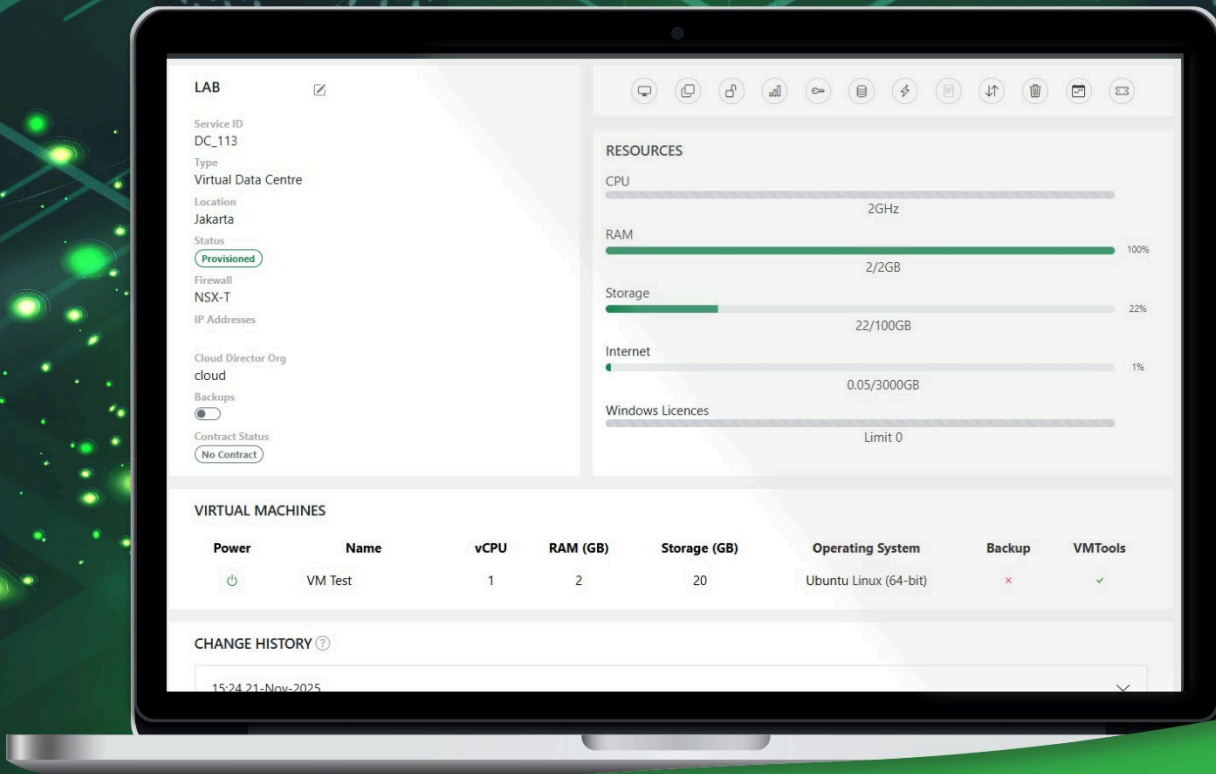 LAB
Service ID
DC_113
Type
Virtual Data Centre
Location
Jakarta
Status
Provisioned
Firewall
NSX-T
IP Addresses
Cloud Director Org
cloud
Backups
Contract Status
No Contract
RESOURCES
CPU
2GHz
RAM
100%
2/2GB
Storage
22%
22/100GB
Internet
1%
0.05/3000GB
Windows Licences
Limit 0
VIRTUAL MACHINES
Power Name vCPU RAM (GB) Storage (GB) Operating System Backup VMTools
VM Test 1 2 20 Ubuntu Linux (64-bit)
CHANGE HISTORY ?
15:24 21-Nov-2025